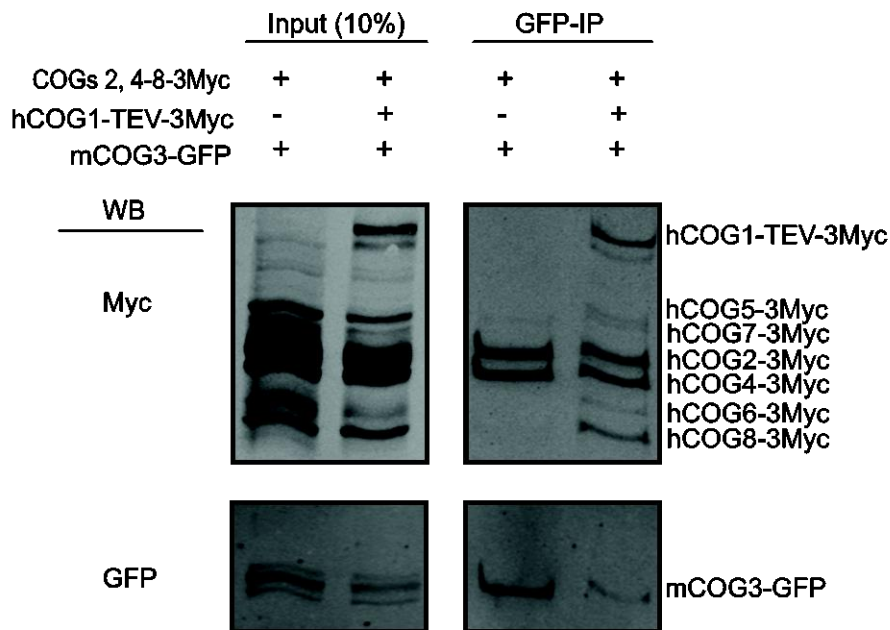 Input (10%) GFP-IP
COGs 2, 4-8-3Myc + + + +
hCOG1-TEV-3Myc - + - +
mCOG3-GFP + + + +
WB
Myc
hCOG1-TEV-3Myc
hCOG5-3Myc
hCOG7-3Myc
hCOG2-3Myc
hCOG4-3Myc
hCOG6-3Myc
hCOG8-3Myc
GFP
mCOG3-GFP